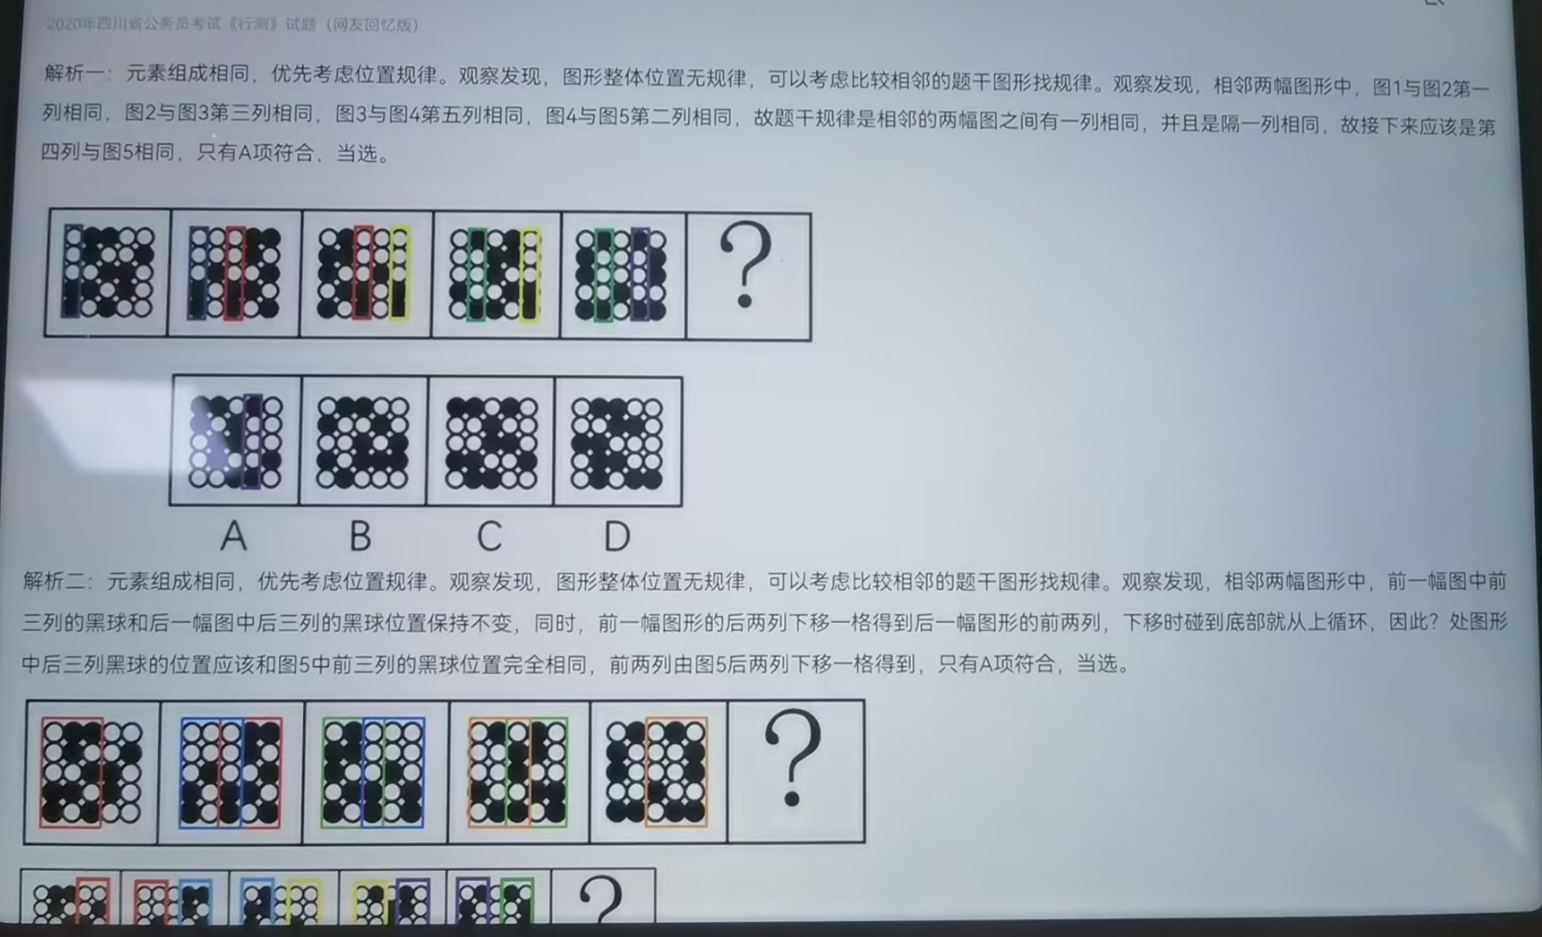 2020年四川省公务员考试《行测》试题（网友回忆版）
解析一：元素组成相同，优先考虑位置规律。观察发现，图形整体位置无规律，可以考虑比较相邻的题干图形找规律。观察发现，相邻两幅图形中，图1与图2第一
列相同，图2与图3第三列相同，图3与图4第五列相同，图4与图5第二列相同，故题干规律是相邻的两幅图之间有一列相同，并且是隔一列相同，故接下来应该是第
四列与图5相同，只有A项符合，当选。
?
A B C D
解析二：元素组成相同，优先考虑位置规律。观察发现，图形整体位置无规律，可以考虑比较相邻的题干图形找规律。观察发现，相邻两幅图形中，前一幅图中前
三列的黑球和后一幅图中后三列的黑球位置保持不变，同时，前一幅图形的后两列下移一格得到后一幅图形的前两列，下移时碰到底部就从上循环，因此？处图形
中后三列黑球的位置应该和图5中前三列的黑球位置完全相同，前两列由图5后两列下移一格得到，只有A项符合，当选。
?
?